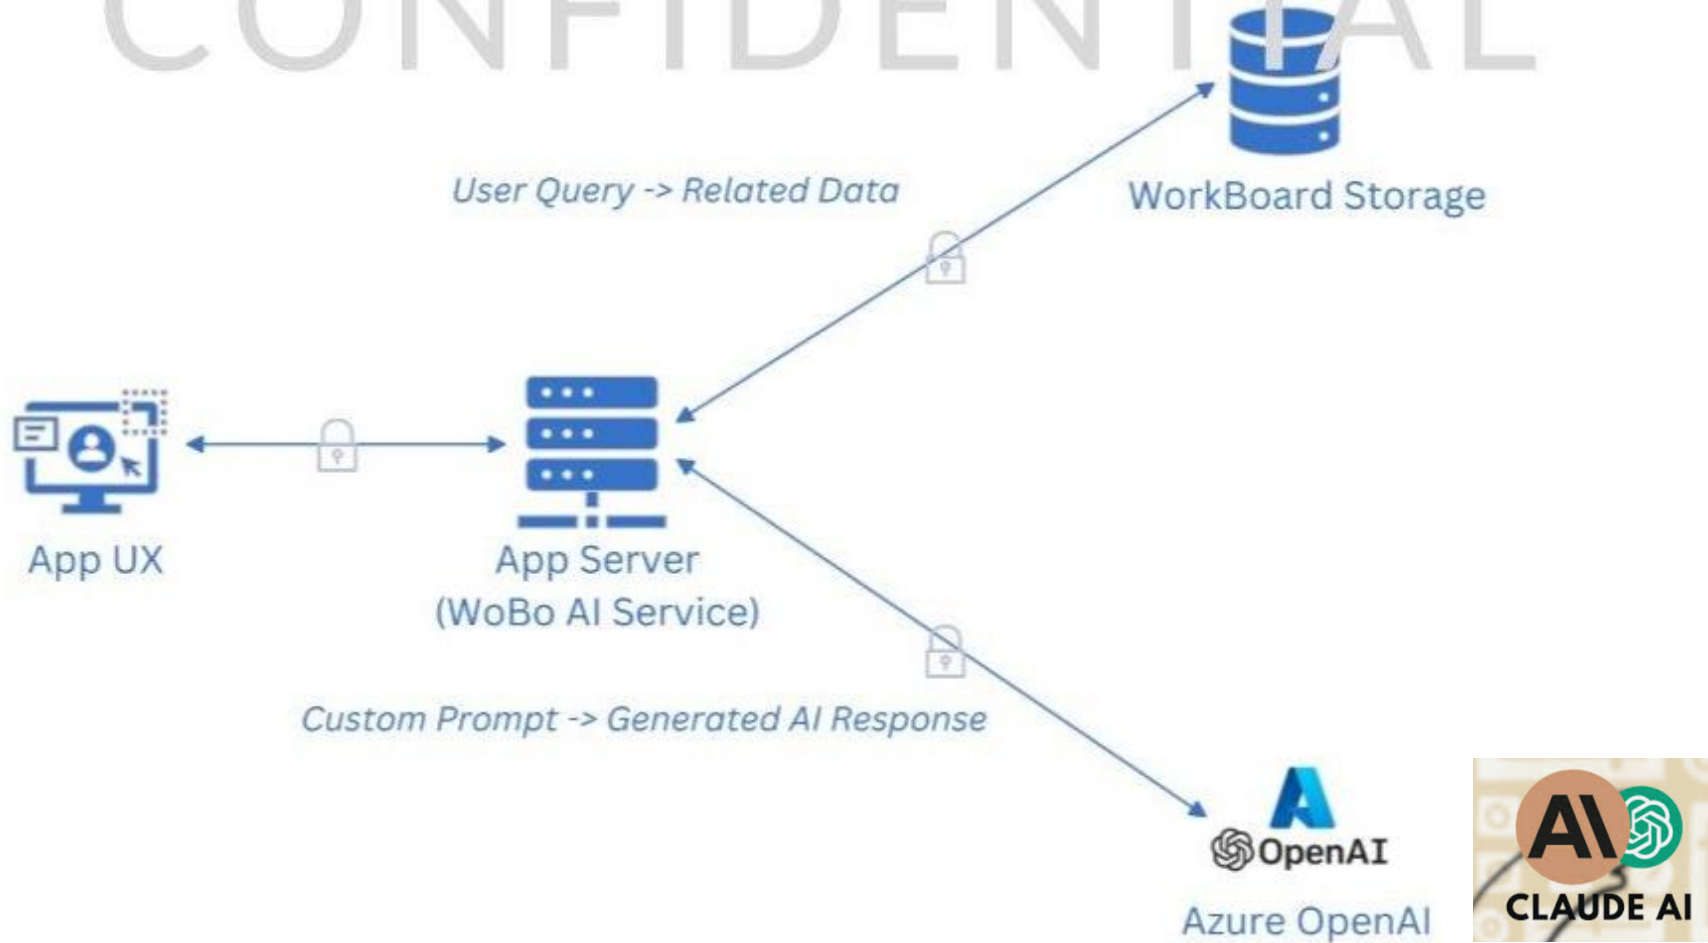 CONFIDENTIAL
User Query -> Related Data
WorkBoard Storage
App UX
App Server
(WoBo AI Service)
Custom Prompt -> Generated AI Response
OpenAI
Azure OpenAI
AI
CLAUDE AI